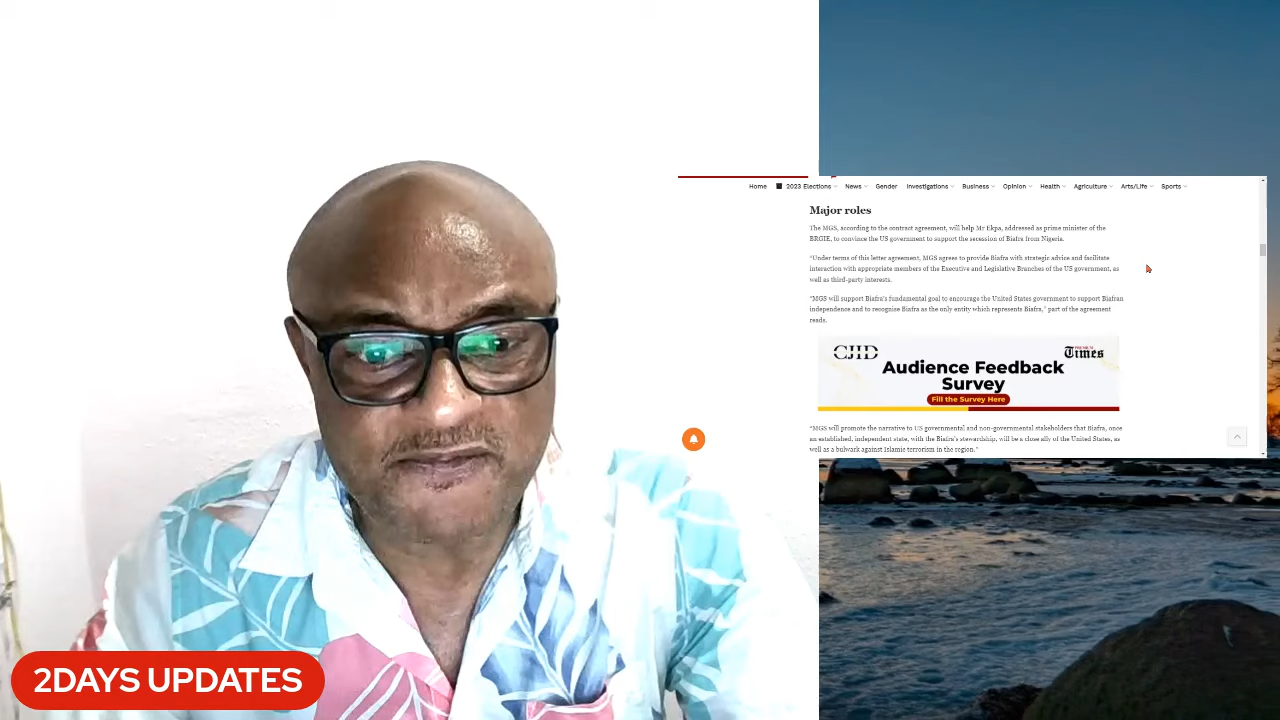 Home 2023 Elections News Gender Investigations Business Opinion Health Agriculture Arts/Life Sports
Major roles
The MGS, according to the contract agreement, will help Mr Ekpa, addressed as prime minister of the
BRGIE, to convince the US government to support the secession of Biafra from Nigeria.
“Under terms of this letter agreement, MGS agrees to provide Biafra with strategic advice and facilitate
interaction with appropriate members of the Executive and Legislative Branches of the US government, as
well as third-party interests.
“MGS will support Biafra’s fundamental goal to encourage the United States government to support Biafran
independence and to recognise Biafra as the only entity which represents Biafra,” part of the agreement
reads.
CJID
PREMIUM
Times
Audience Feedback
Survey
Fill the Survey Here
“MGS will promote the narrative to US governmental and non-governmental stakeholders that Biafra, once
an established, independent state, with the Biafra’s stewardship, will be a close ally of the United States, as
well as a bulwark against Islamic terrorism in the region.”
2DAYS UPDATES